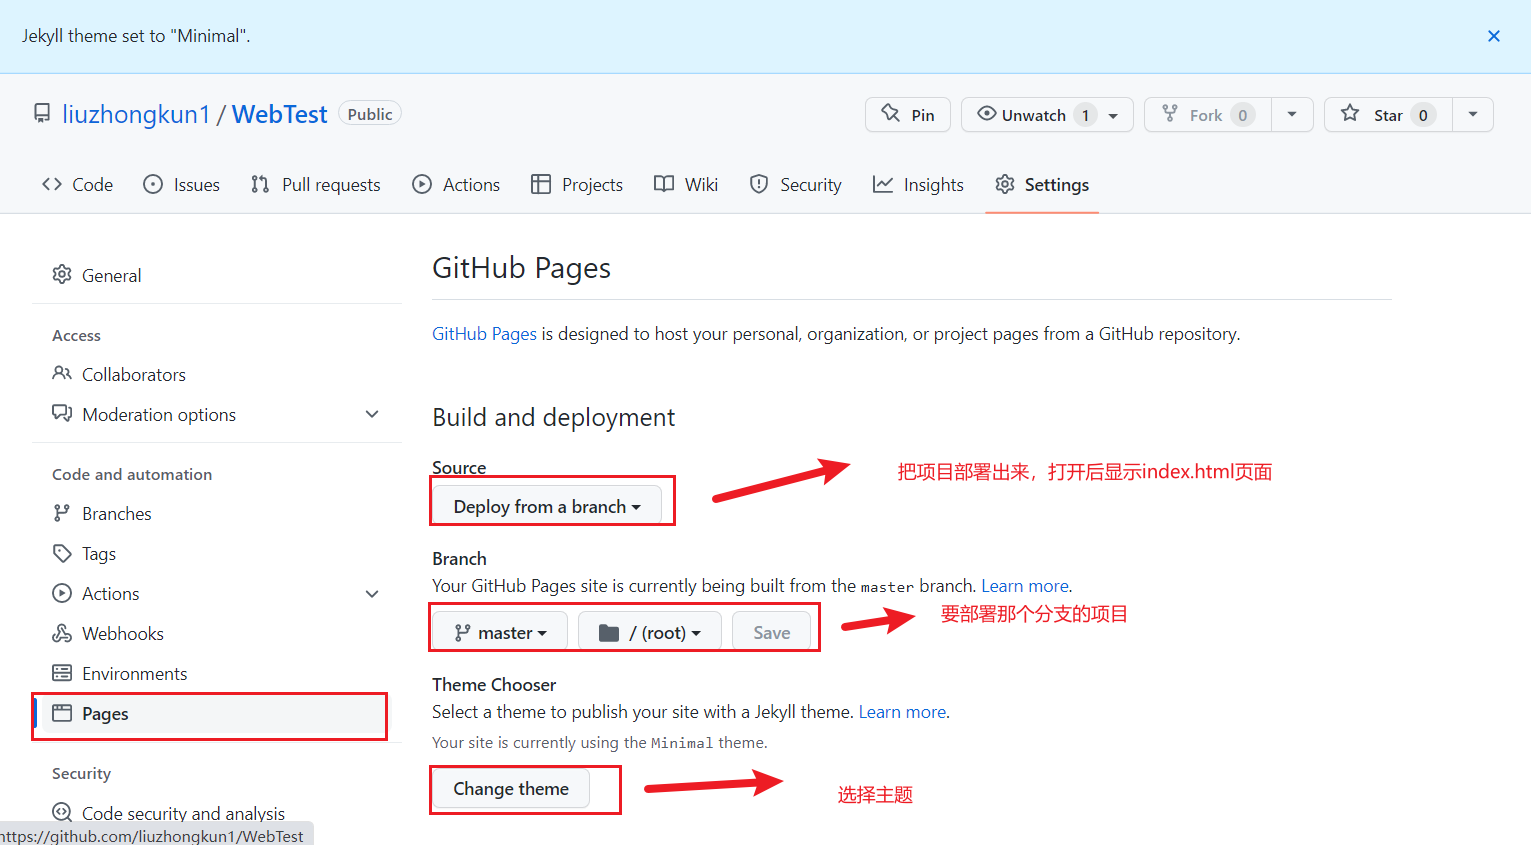 Jekyll theme set to "Minimal".
liuzhongkun1 / WebTest Public
Pin
Unwatch 1
Fork 0
Star 0
Code
Issues
Pull requests
Actions
Projects
Wiki
Security
Insights
Settings
General
Access
Collaborators
Moderation options
Code and automation
Branches
Tags
Actions
Webhooks
Environments
Pages
Security
Code security and analysis
https://github.com/liuzhongkun1/WebTest
GitHub Pages
GitHub Pages is designed to host your personal, organization, or project pages from a GitHub repository.
Build and deployment
Source
Deploy from a branch
把项目部署出来，打开后显示index.html页面
Branch
Your GitHub Pages site is currently being built from the master branch. Learn more.
master
/ (root)
Save
要部署那个分支的项目
Theme Chooser
Select a theme to publish your site with a Jekyll theme. Learn more.
Your site is currently using the Minimal theme.
Change theme
选择主题